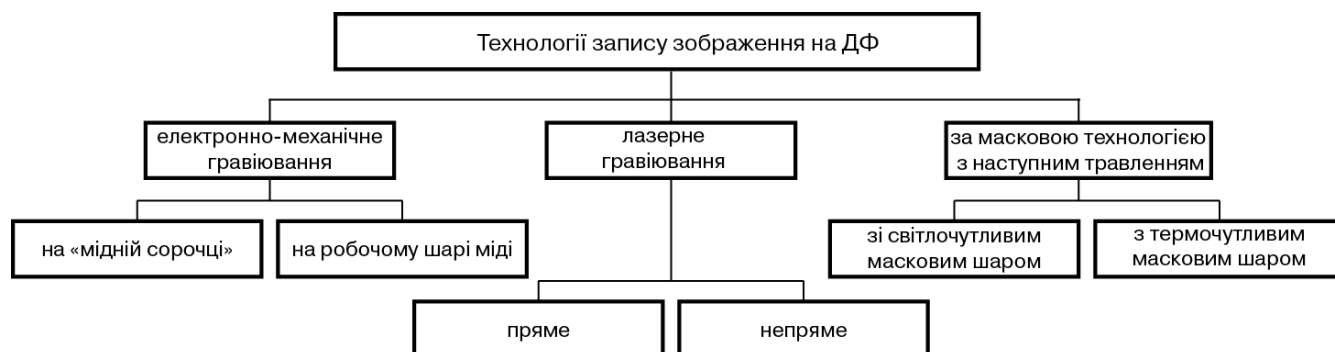 Технології запису зображення на ДФ
електронно-механічне
гравіювання
лазерне
гравіювання
за масковою технологією
з наступним травленням
на «мідній сорочці»
на робочому шарі міді
зі світлочутливим
масковим шаром
з термочутливим
масковим шаром
пряме
непряме